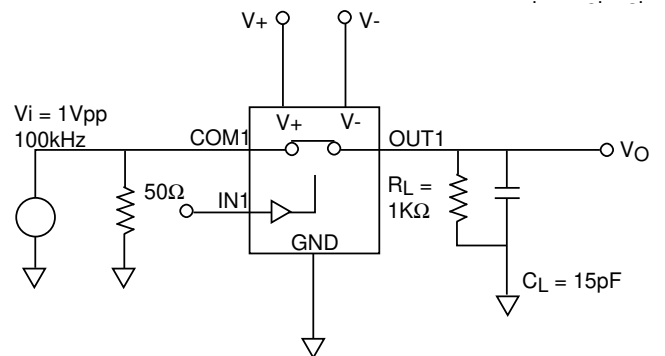 V+ V-
Vi = 1Vpp
100kHz
COM1
V+ V-
OUT1
VO
50Ω
IN1
RL =
1KΩ
GND
CL = 15pF